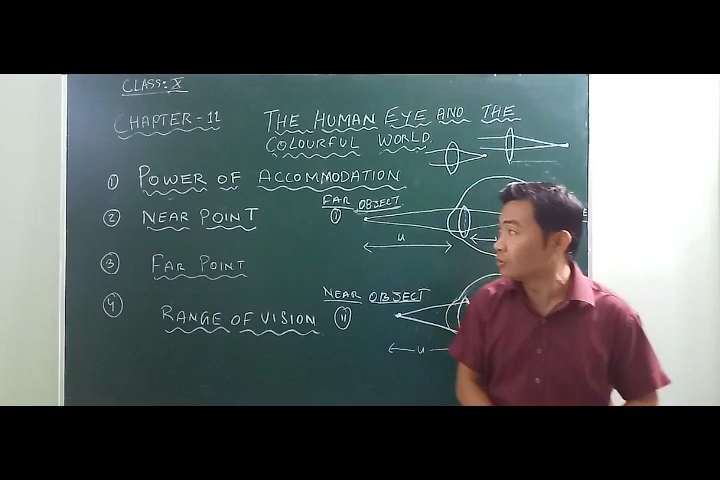 CLASS: X
CHAPTER-11 THE HUMAN EYE AND THE
COLOURFUL WORLD.
① POWER OF ACCOMMODATION
② NEAR POINT
③ FAR POINT
④ RANGE OF VISION
FAR OBJECT
(i)
u
NEAR OBJECT
(ii)
u